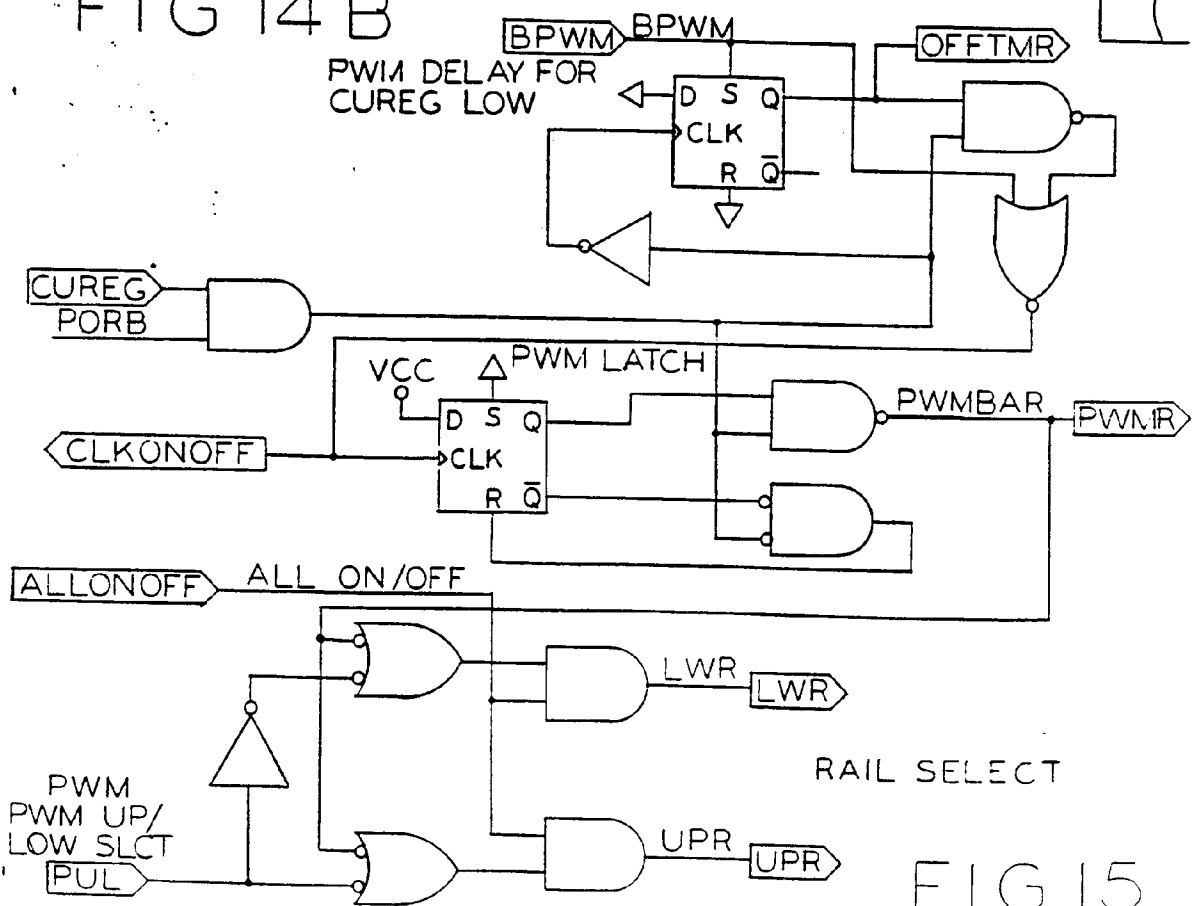 FIG 14 B
BPWM BPWM
OFFTMR
PWM DELAY FOR
CUREG LOW
D S Q
CLK
R Q̅
CUREG
PORB
VCC
PWM LATCH
D S Q
CLK
R Q̅
PWMBAR
PWMR
CLKONOFF
ALLONOFF
ALL ON/OFF
LWR
LWR
RAIL SELECT
PWM
PWM UP/
LOW SLCT
PUL
UPR
UPR
FIG 15